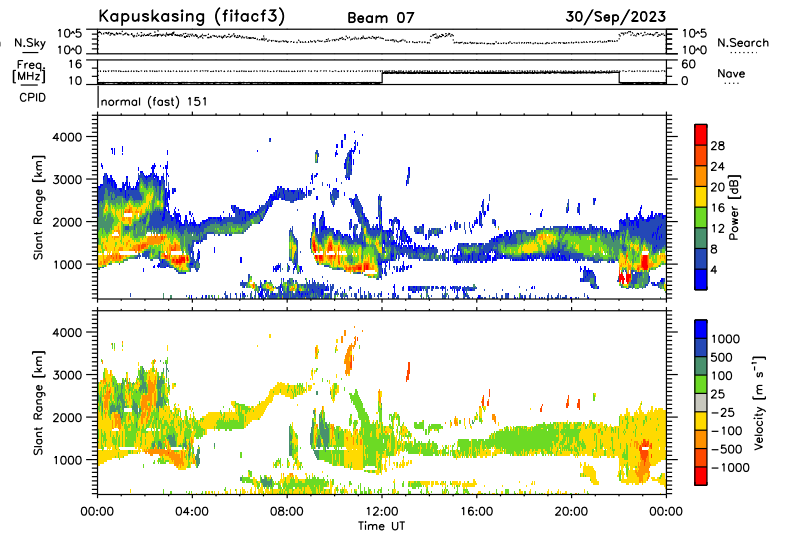 Kapuskasing (fitacf3) Beam 07 30/Sep/2023
N.Sky 10^5 10^0 10^5 10^0 N.Search
Freq. [MHz] 16 10 60 0 Nave
CPID normal (fast) 151
Slant Range [km] 4000 3000 2000 1000
28 24 20 16 12 8 4 Power [dB]
Slant Range [km] 4000 3000 2000 1000
1000 500 100 25 -25 -100 -500 -1000 Velocity [m s⁻¹]
00:00 04:00 08:00 12:00 16:00 20:00 00:00
Time UT